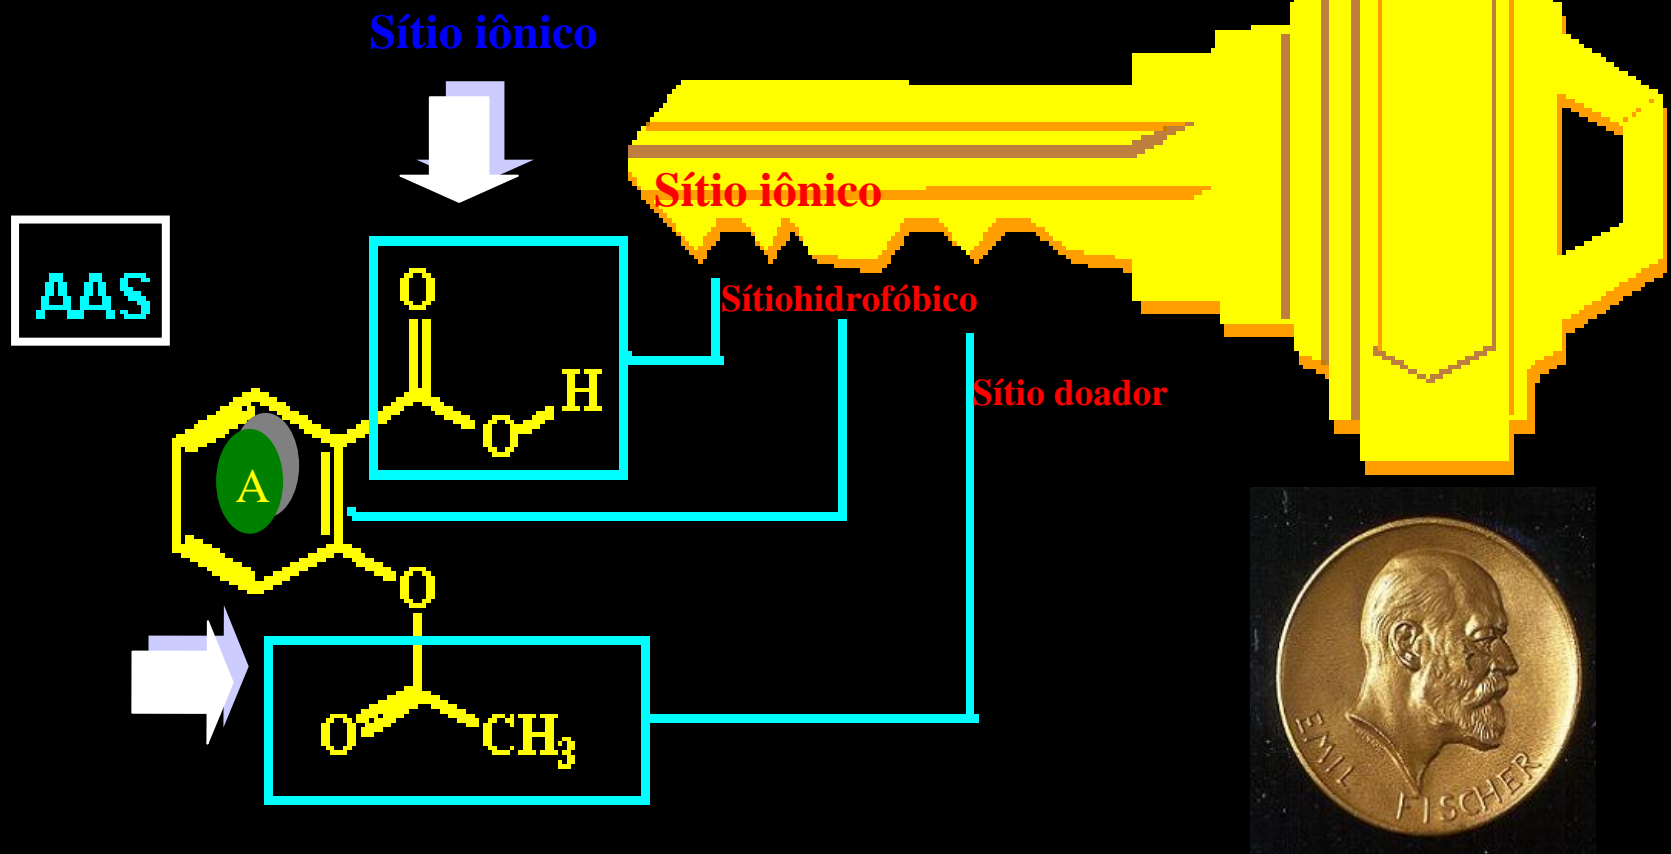 Sítio iônico
Sítio iônico
AAS
O
Sítiohidrofóbico
H
Sítio doador
O
A
O
O
CH3
EMIL FISCHER